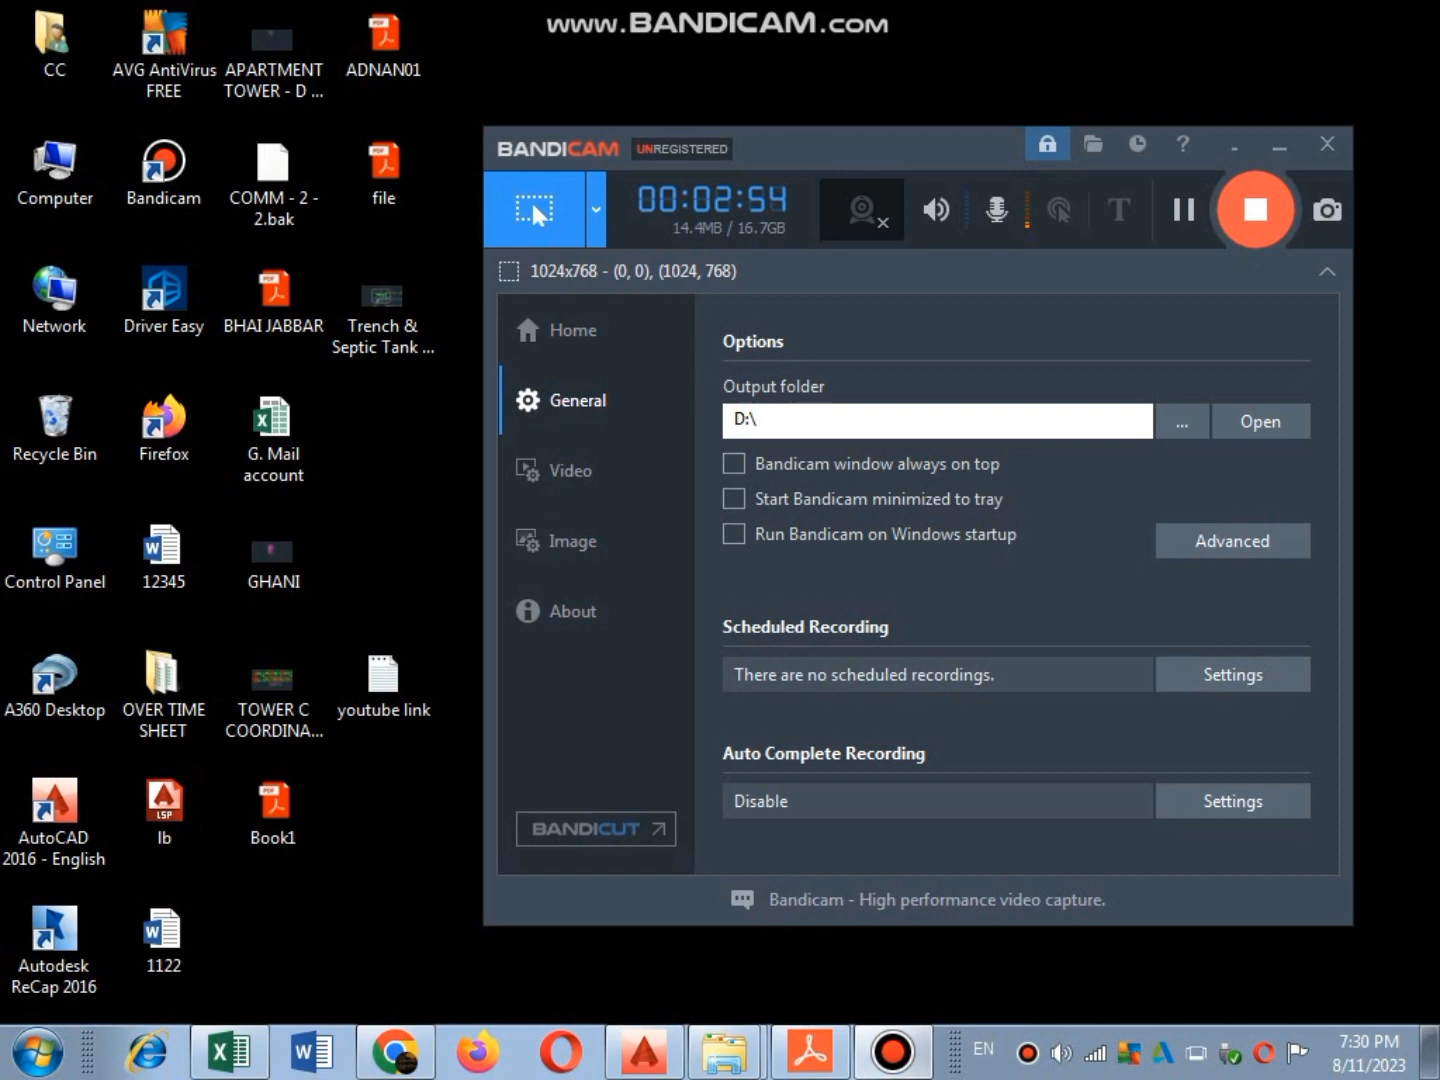 www.BANDICAM.com
CC
AVG AntiVirus
FREE
APARTMENT
TOWER - D ...
ADNAN01
Computer
Bandicam
COMM - 2 -
2.bak
file
Network
Driver Easy
BHAI JABBAR
Trench &
Septic Tank ...
Recycle Bin
Firefox
G. Mail
account
Control Panel
12345
GHANI
A360 Desktop
OVER TIME
SHEET
TOWER C
COORDINA...
youtube link
AutoCAD
2016 - English
LSP
lb
Book1
Autodesk
ReCap 2016
1122
BANDICAM UNREGISTERED
00:02:54
14.4MB / 16.7GB
1024x768 - (0, 0), (1024, 768)
Home
General
Video
Image
About
BANDICUT
Options
Output folder
D:\
...
Open
Bandicam window always on top
Start Bandicam minimized to tray
Run Bandicam on Windows startup
Advanced
Scheduled Recording
There are no scheduled recordings.
Settings
Auto Complete Recording
Disable
Settings
Bandicam - High performance video capture.
EN
7:30 PM
8/11/2023